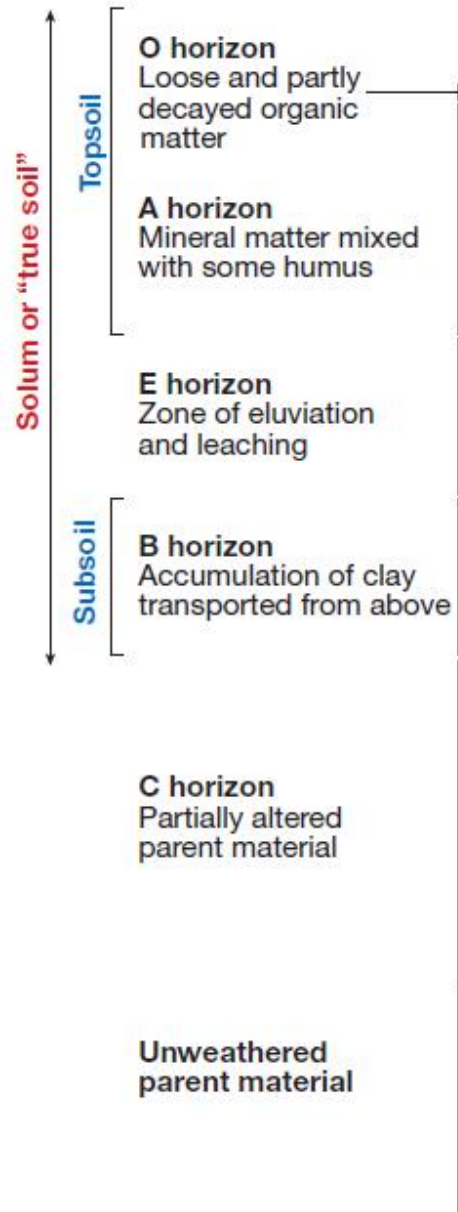 Solum or “true soil”
Topsoil
O horizon
Loose and partly
decayed organic
matter
A horizon
Mineral matter mixed
with some humus
E horizon
Zone of eluviation
and leaching
Subsoil
B horizon
Accumulation of clay
transported from above
C horizon
Partially altered
parent material
Unweathered
parent material